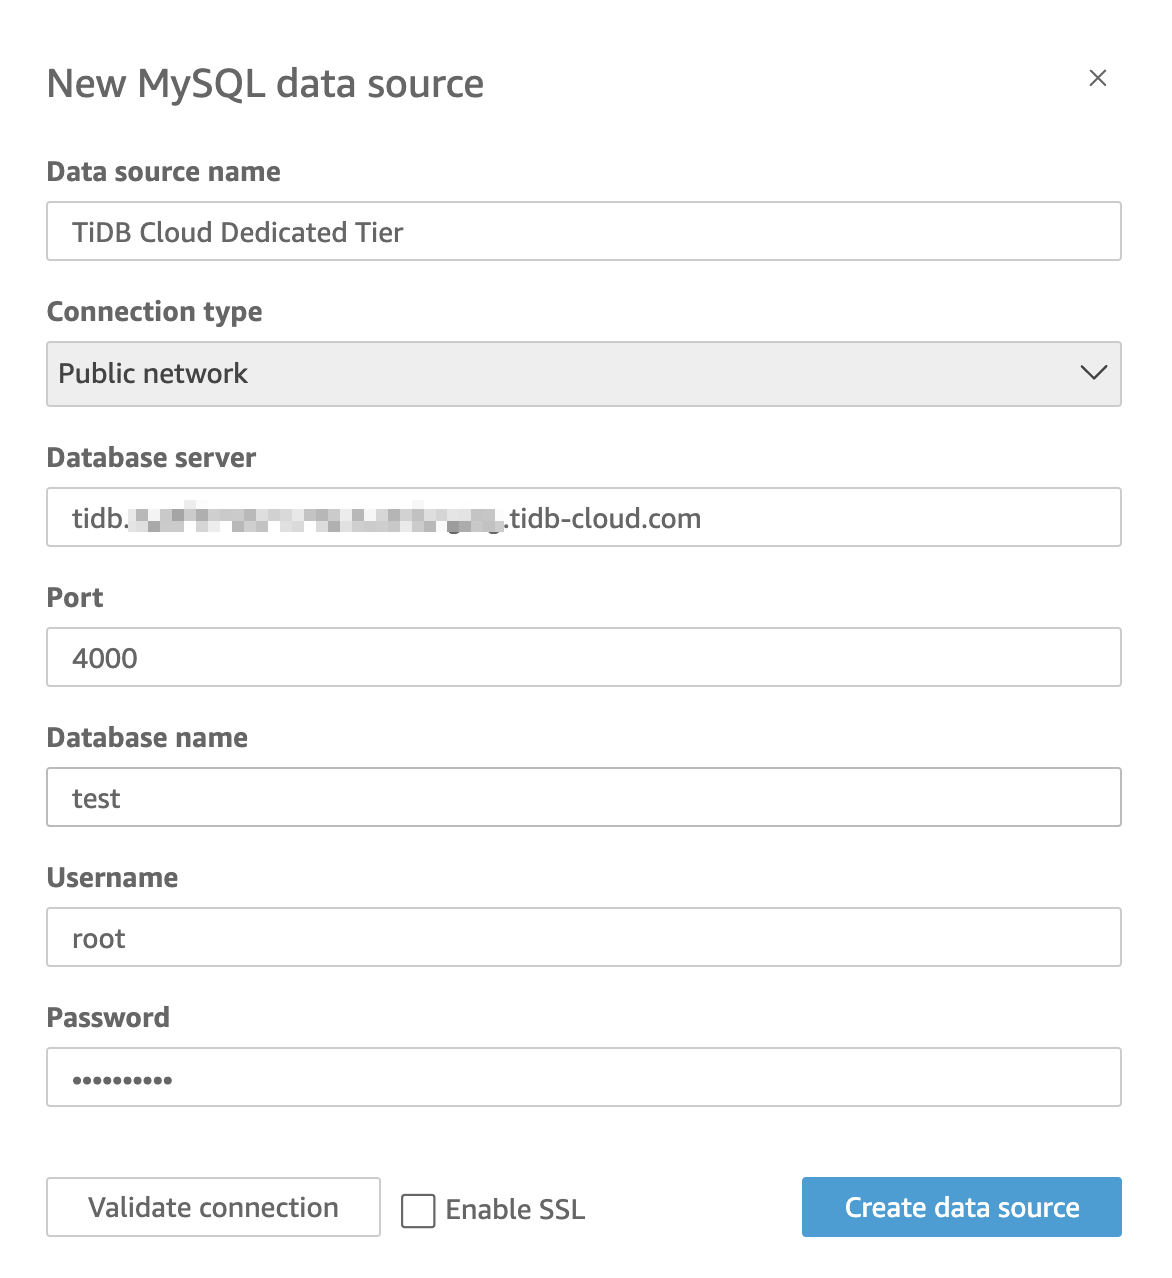 New MySQL data source
Data source name
TiDB Cloud Dedicated Tier
Connection type
Public network
Database server
tidb. .tidb-cloud.com
Port
4000
Database name
test
Username
root
Password
••••••••••
Validate connection
Enable SSL
Create data source